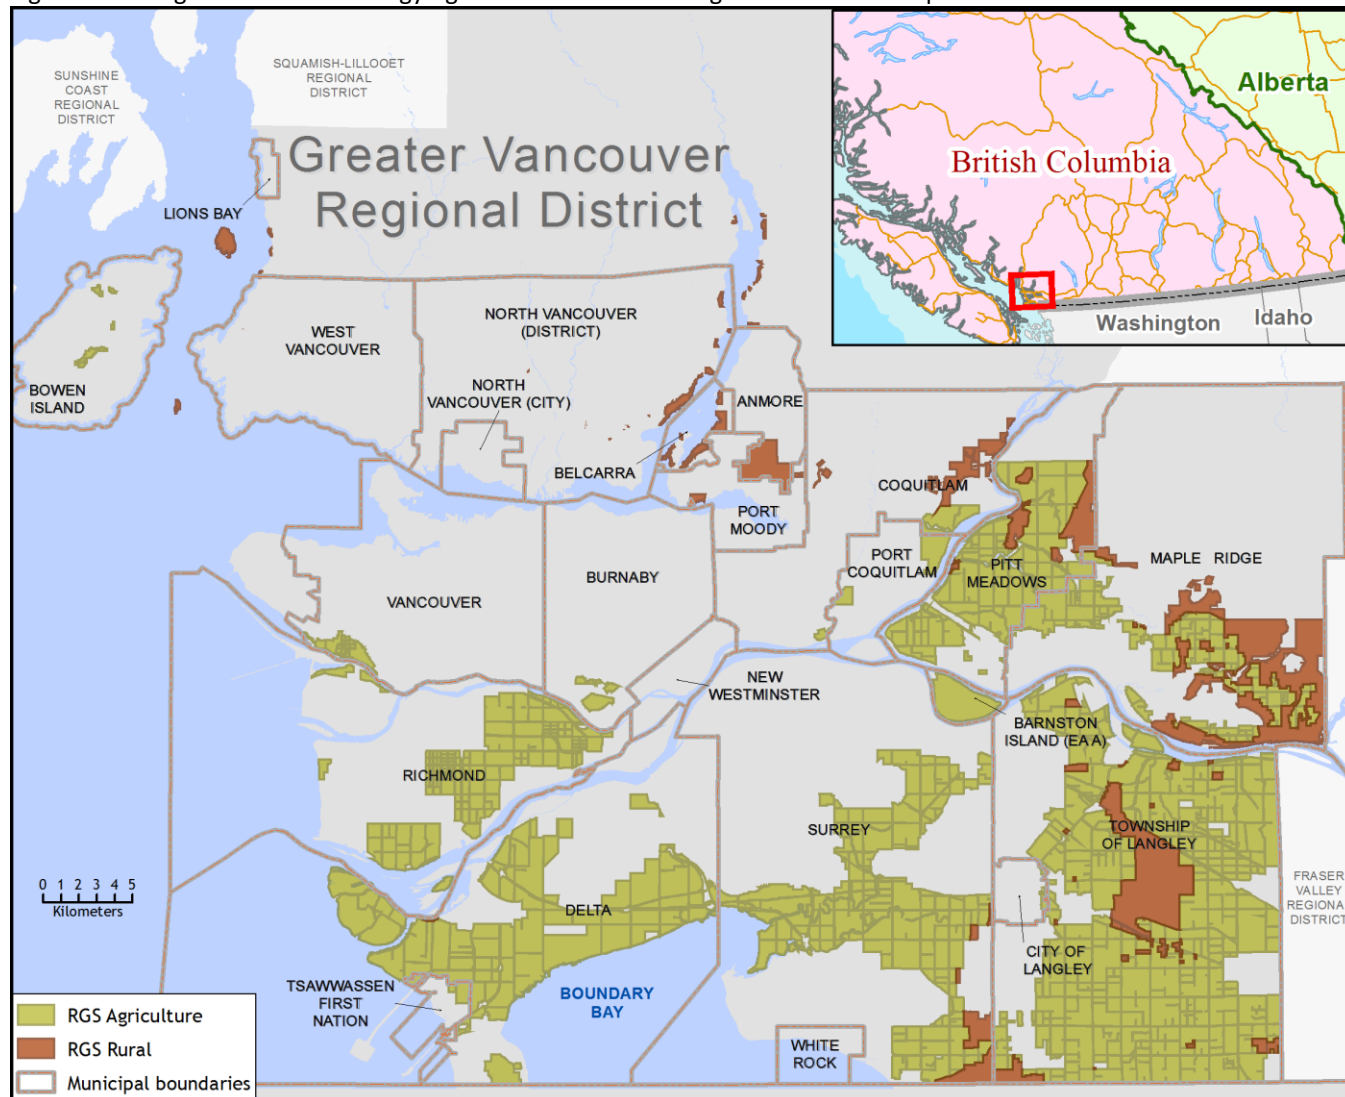 SUNSHINE
COAST
REGIONAL
DISTRICT
SQUAMISH-LILLOOET
REGIONAL
DISTRICT
Greater Vancouver
Regional District
LIONS BAY
Alberta
British Columbia
Washington
Idaho
WEST
VANCOUVER
NORTH VANCOUVER
(DISTRICT)
NORTH
VANCOUVER (CITY)
BOWEN
ISLAND
ANMORE
BELCARRA
COQUITLAM
PORT
MOODY
PORT
COQUITLAM
PITT
MEADOWS
MAPLE RIDGE
BURNABY
VANCOUVER
NEW
WESTMINSTER
BARNSTON
ISLAND (EA A)
RICHMOND
SURREY
TOWNSHIP
OF LANGLEY
FRASER
VALLEY
REGIONA
DISTRICT
0 1 2 3 4 5
Kilometers
DELTA
CITY OF
LANGLEY
TSAWWASSEN
FIRST
NATION
BOUNDARY
BAY
WHITE
ROCK
RGS Agriculture
RGS Rural
Municipal boundaries